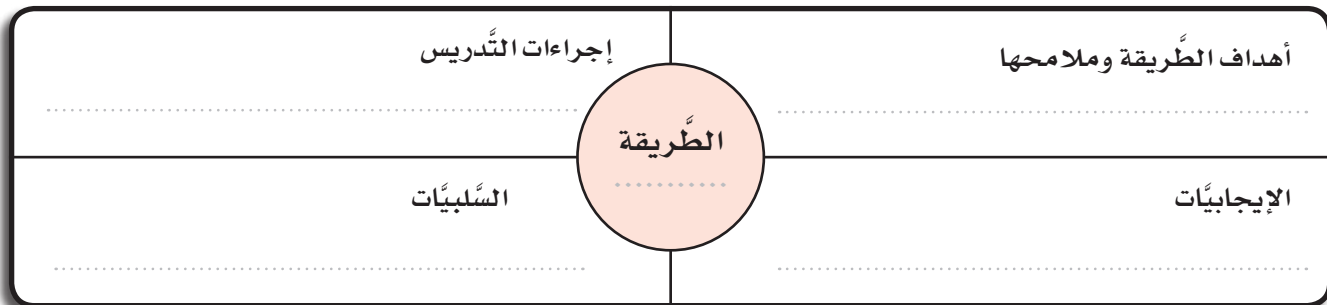 أهداف الطَّريقة وملامحها
إجراءات التَّدريس
الطَّريقة
الإيجابيَّات
السَّلبيَّات